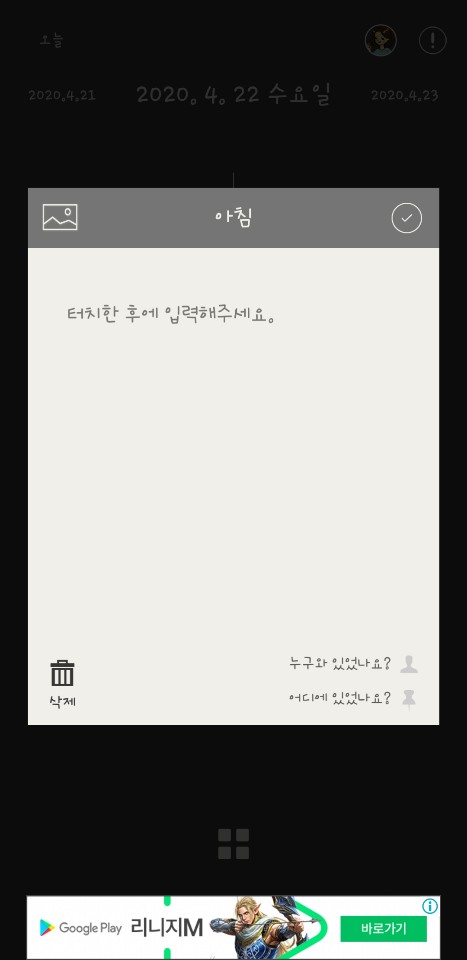 오늘
2020.4.21 2020. 4. 22 수요일 2020.4.23
아침
터치한 후에 입력해주세요.
누구와 있었나요?
어디에 있었나요?
삭제
Google Play 리니지M 바로가기